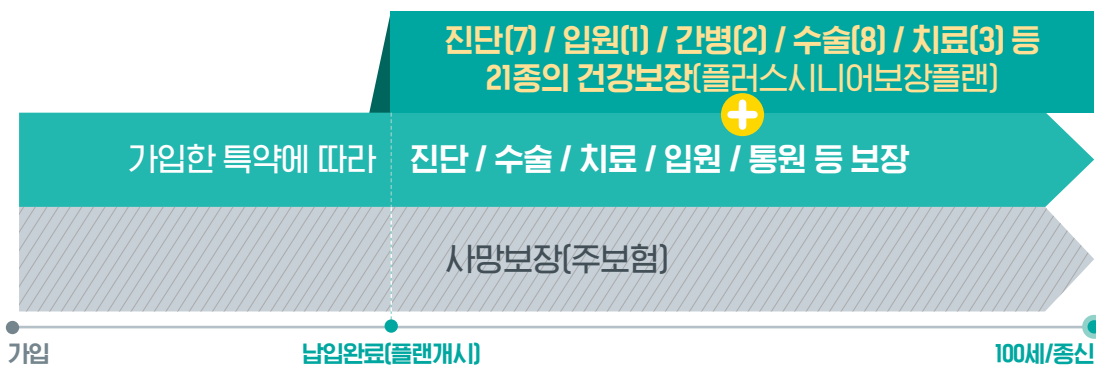 진단(7) / 입원(1) / 간병(2) / 수술(8) / 치료(3) 등
21종의 건강보장(플러스시니어보장플랜)
가입한 특약에 따라 진단 / 수술 / 치료 / 입원 / 통원 등 보장
사망보장(주보험)
가입 납입완료(플랜개시) 100세/종신